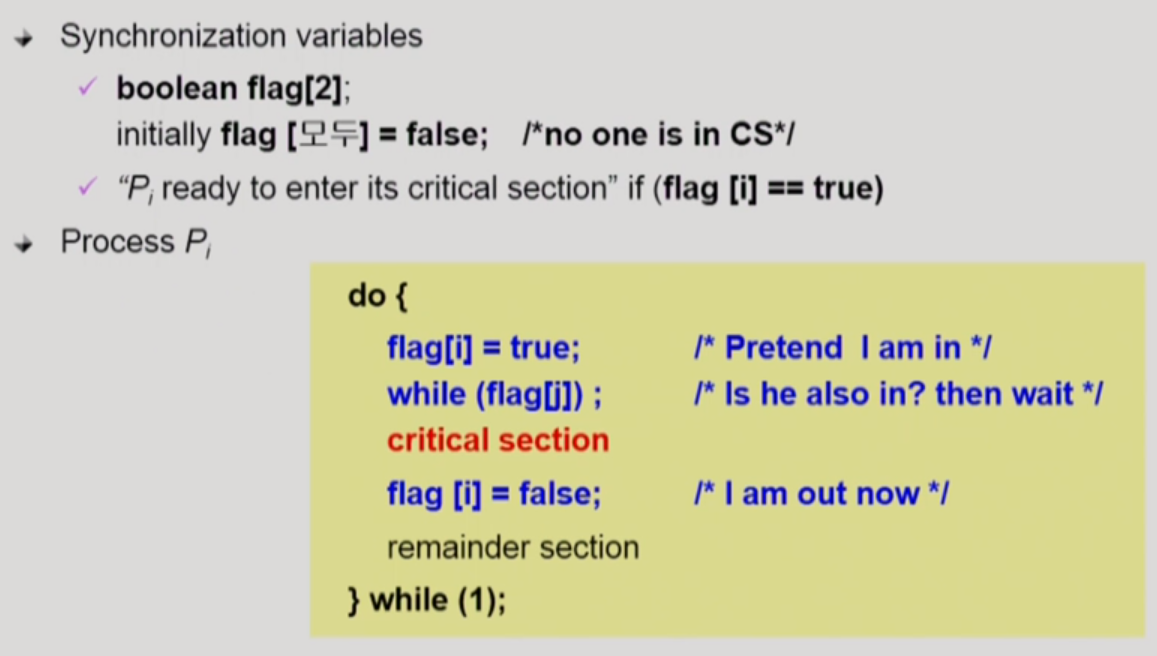 Synchronization variables
boolean flag[2];
initially flag [모두] = false; /*no one is in CS*/
“Pi ready to enter its critical section” if (flag [i] == true)
Process Pi
do {
flag[i] = true; /* Pretend I am in */
while (flag[j]) ; /* Is he also in? then wait */
critical section
flag [i] = false; /* I am out now */
remainder section
} while (1);